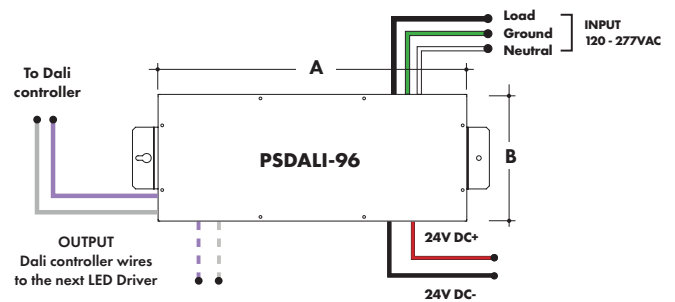 Load
Ground
Neutral
INPUT
120 - 277VAC
To Dali
controller
A
PSDALI-96
B
OUTPUT
Dali controller wires
to the next LED Driver
24V DC+
24V DC-